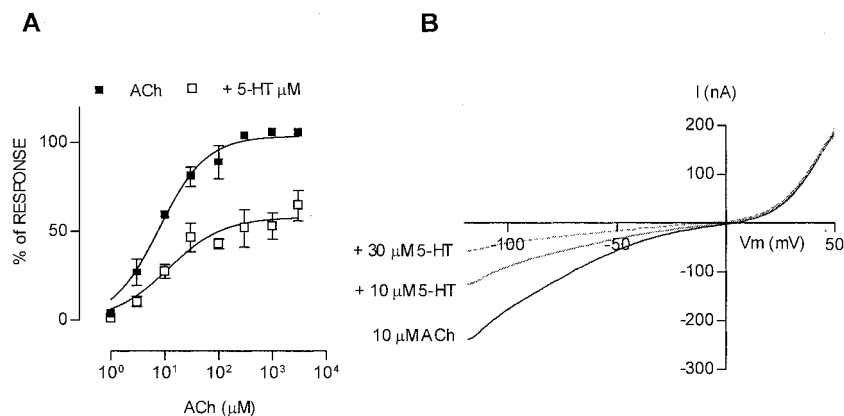 A
■ ACh □ + 5-HT µM
% of RESPONSE
100
50
0
10⁰ 10¹ 10² 10³ 10⁴
ACh (µM)
B
I (nA)
200
100
-100 -50 Vm (mV) 50
+ 30 µM 5-HT
-100
+ 10 µM 5-HT
-200
10 µM ACh
-300